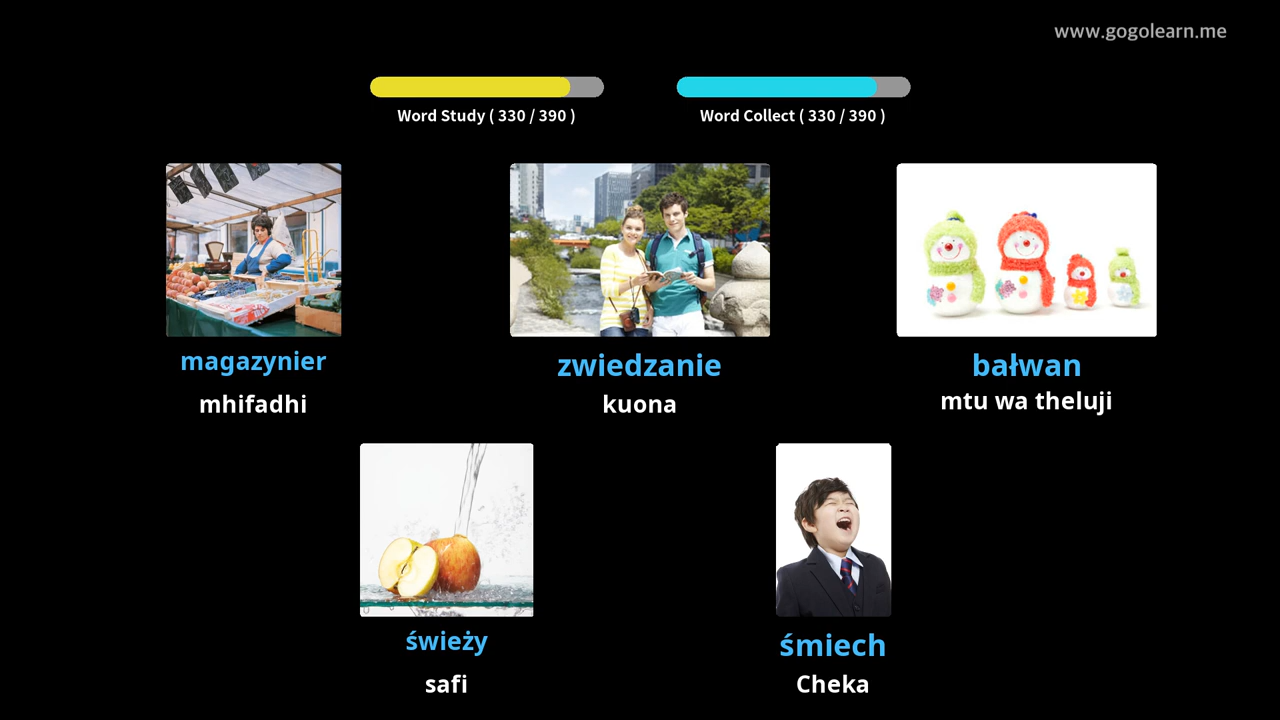 www.gogolearn.me
Word Study ( 330 / 390 )
Word Collect ( 330 / 390 )
magazynier
mhifadhi
zwiedzanie
kuona
bałwan
mtu wa theluji
świeży
safi
śmiech
Cheka